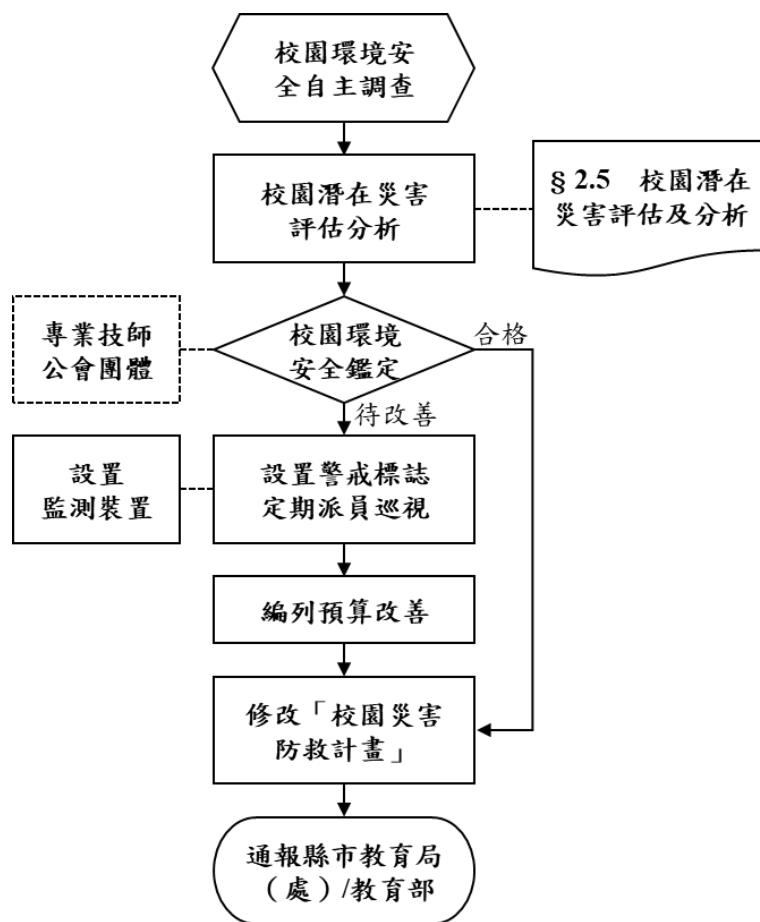 校園環境安
全自主調查
校園潛在災害
評估分析
§ 2.5 校園潛在
災害評估及分析
專業技師
公會團體
校園環境
安全鑑定
合格
待改善
設置
監測裝置
設置警戒標誌
定期派員巡視
編列預算改善
修改「校園災害
防救計畫」
通報縣市教育局
（處）/教育部